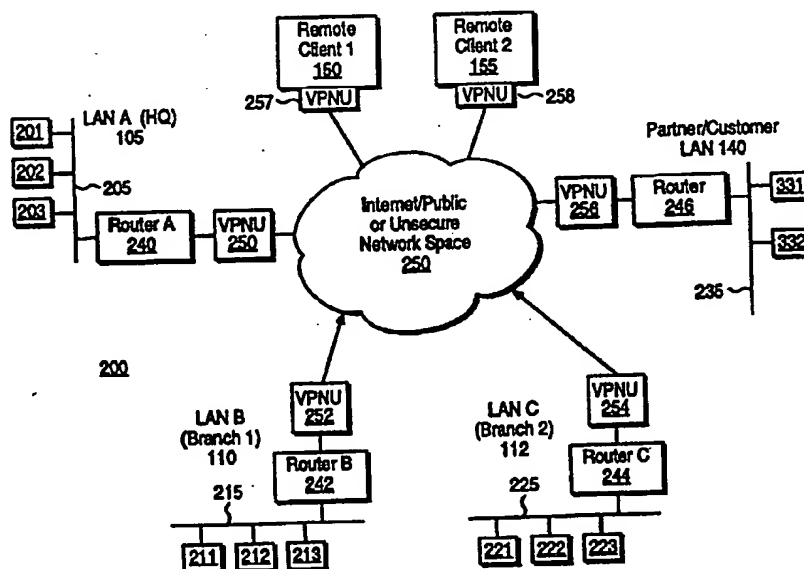 Remote
Client 1
150
VPNU
257
Remote
Client 2
155
VPNU
258
LAN A (HQ)
105
201
202
203
205
Router A
240
VPNU
250
Internet/Public
or Unsecure
Network Space
250
Partner/Customer
LAN 140
VPNU
256
Router
246
331
332
235
200
LAN B
(Branch 1)
110
VPNU
252
Router B
242
215
211
212
213
LAN C
(Branch 2)
112
VPNU
254
Router C
244
225
221
222
223